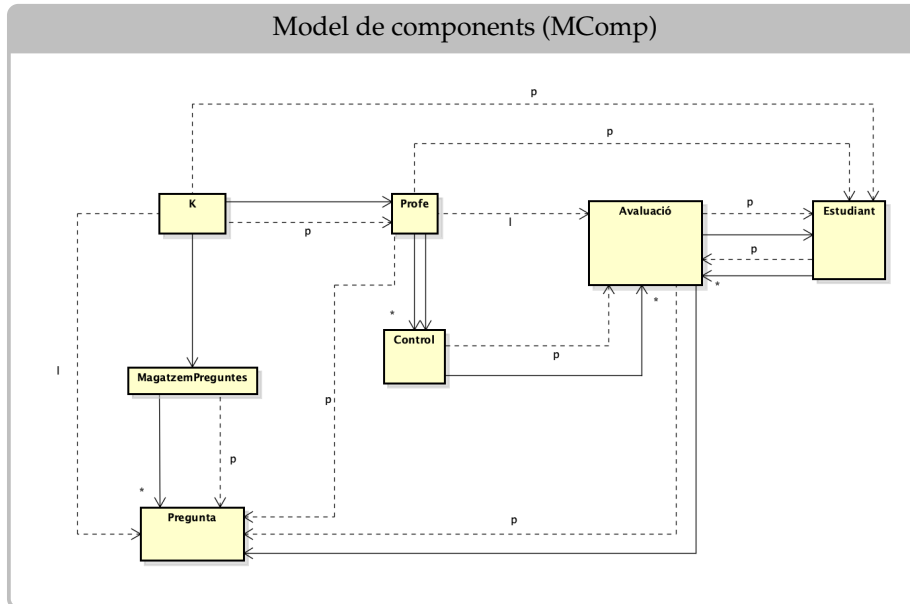 Model de components (MComp)
p
p
K
Profe
Avaluació
Estudiant
p
l
p
p
*
*
*
Control
p
l
MagatzemPreguntes
p
p
*
Pregunta
p